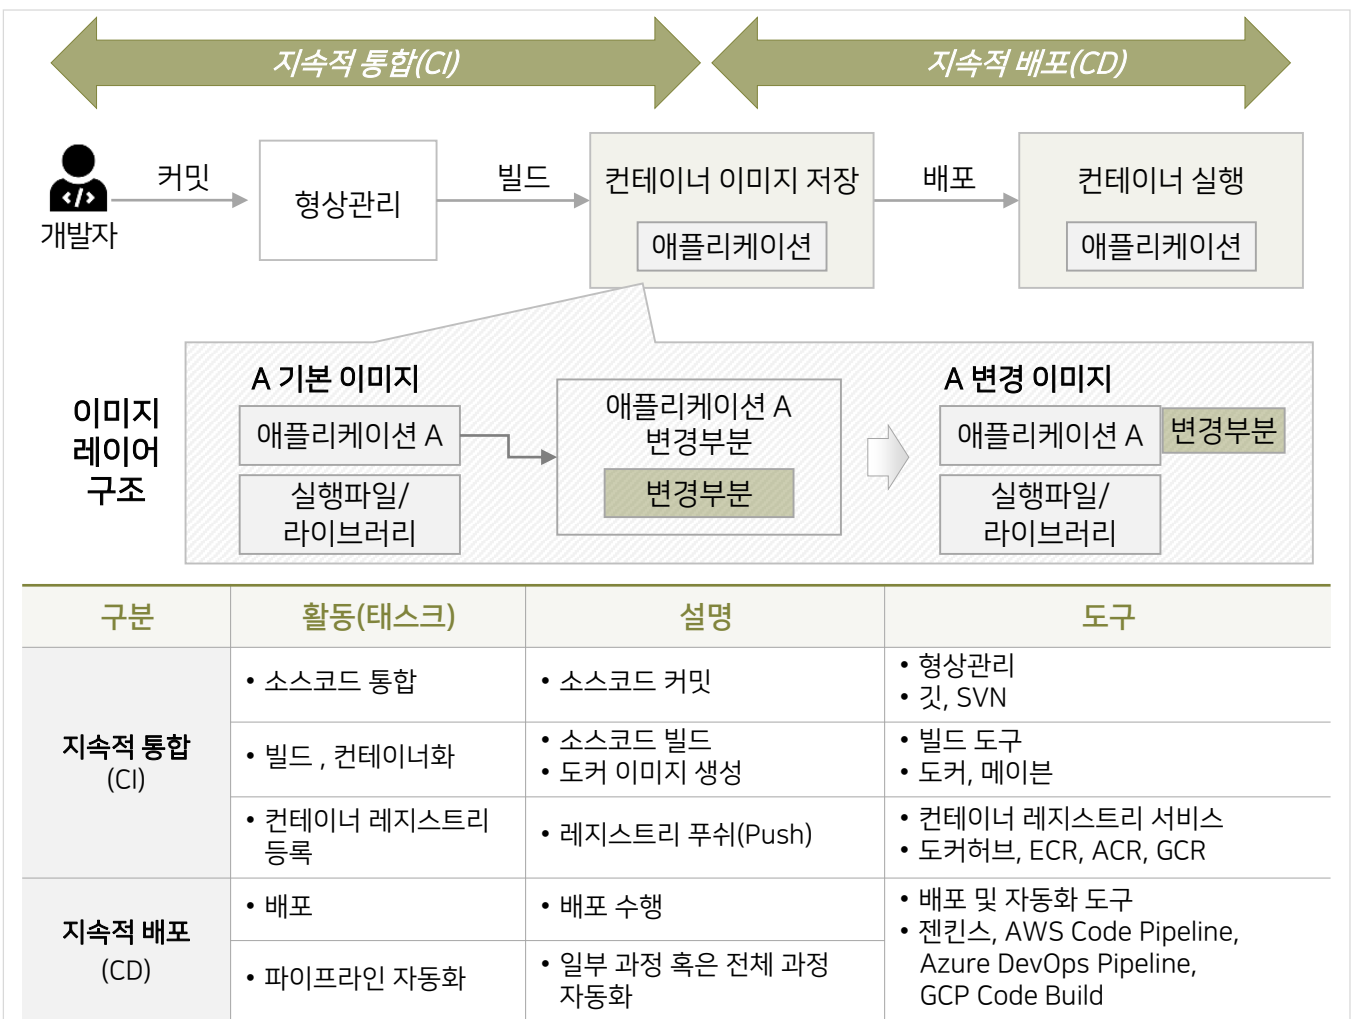 지속적 통합(CI)
지속적 배포(CD)
개발자
커밋
형상관리
빌드
컨테이너 이미지 저장
애플리케이션
배포
컨테이너 실행
애플리케이션
이미지
레이어
구조
A 기본 이미지
애플리케이션 A
실행파일/
라이브러리
애플리케이션 A
변경부분
변경부분
A 변경 이미지
애플리케이션 A
변경부분
실행파일/
라이브러리
구분
활동(태스크)
설명
도구
지속적 통합
(CI)
• 소스코드 통합
• 소스코드 커밋
• 형상관리
• 깃, SVN
• 빌드 , 컨테이너화
• 소스코드 빌드
• 도커 이미지 생성
• 빌드 도구
• 도커, 메이븐
• 컨테이너 레지스트리
등록
• 레지스트리 푸쉬(Push)
• 컨테이너 레지스트리 서비스
• 도커허브, ECR, ACR, GCR
지속적 배포
(CD)
• 배포
• 배포 수행
• 배포 및 자동화 도구
• 젠킨스, AWS Code Pipeline,
Azure DevOps Pipeline,
GCP Code Build
• 파이프라인 자동화
• 일부 과정 혹은 전체 과정
자동화